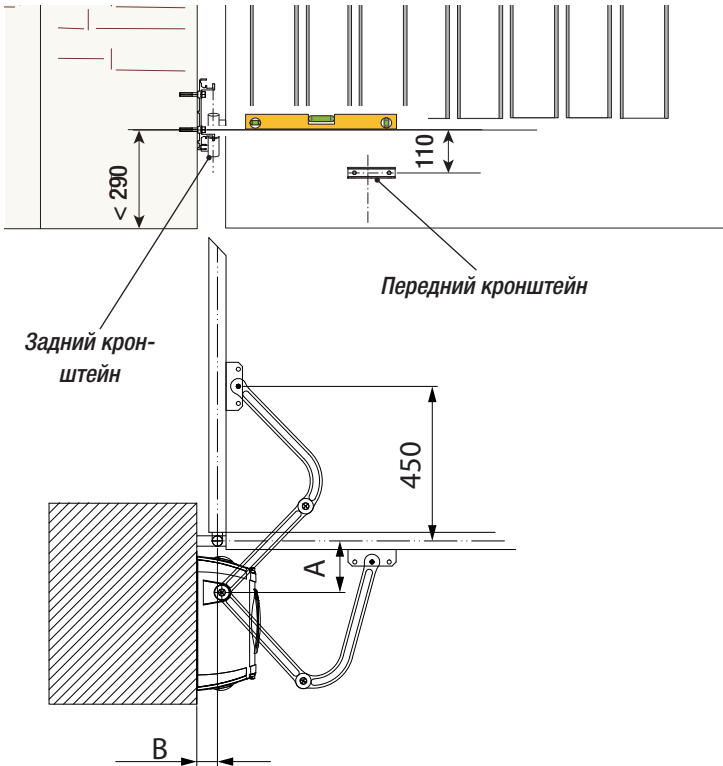 < 290
110
Передний кронштейн
Задний крон-
штейн
450
A
B